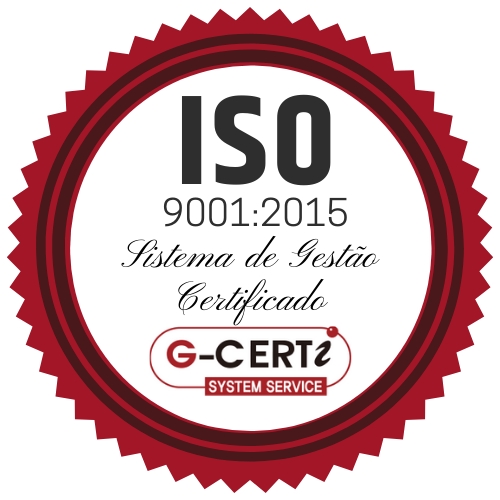 ISO
9001:2015
Sistema de Gestão
Certificado
G-CERTi
SYSTEM SERVICE